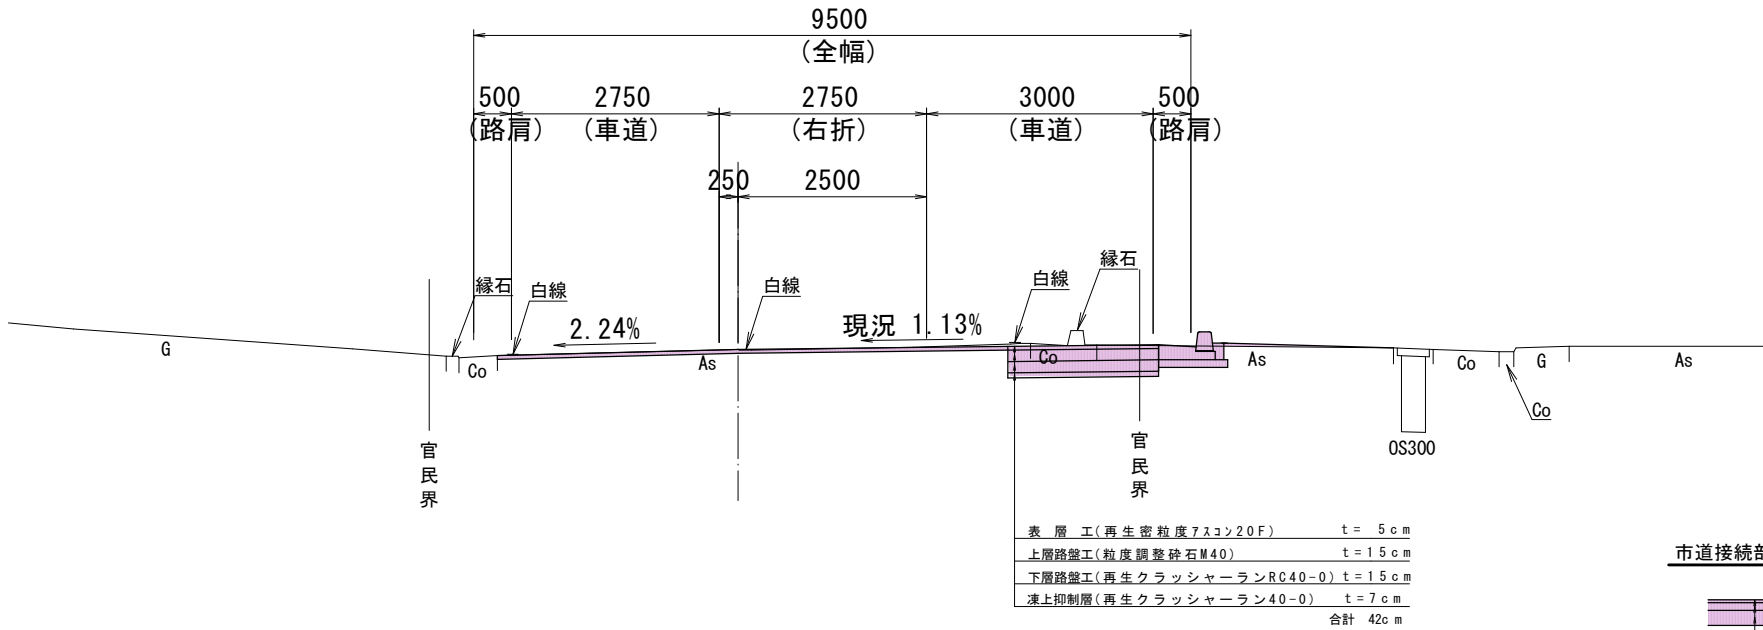 9500
(全幅)
500 2750 2750 3000 500
(路肩) (車道) (右折) (車道) (路肩)
250 2500
縁石 白線 白線 白線 縁石
2.24% 現況 1.13%
G Co As Co As Co G As
Co
官民界
官民界
OS300
表 層 工(再生密粒度アスコン20F) t= 5cm
上層路盤工(粒度調整砕石M40) t=15cm
下層路盤工(再生クラッシャーランRC40-0) t=15cm
凍上抑制層(再生クラッシャーラン40-0) t=7cm
合計 42cm
市道接続部